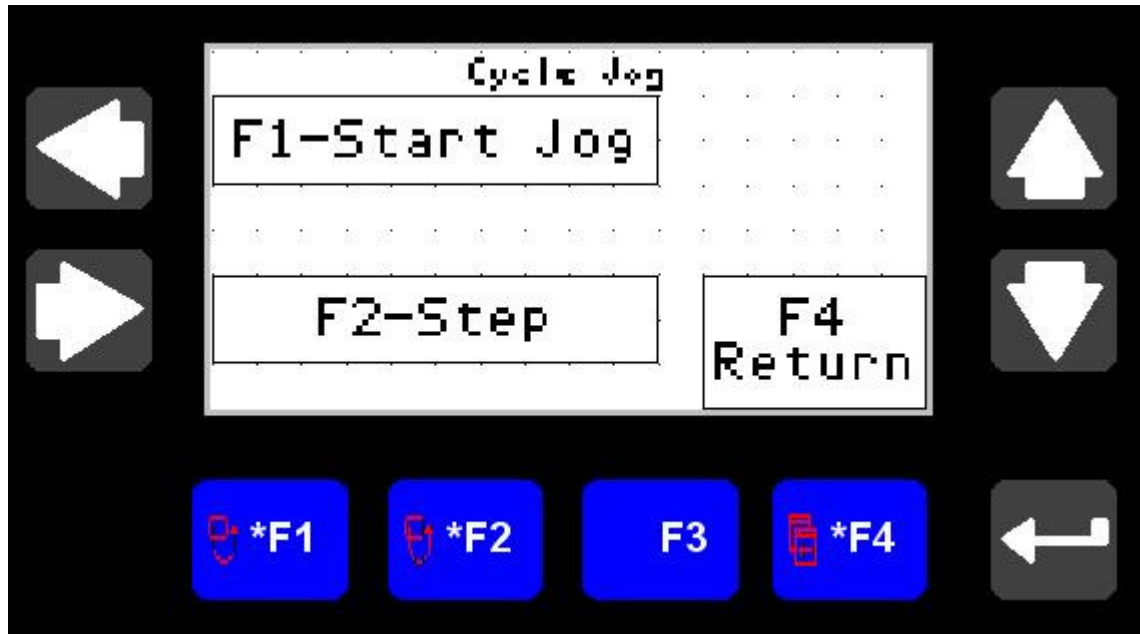 Cycle Jog
F1-Start Jog
F2-Step
F4
Return
*F1
*F2
F3
*F4